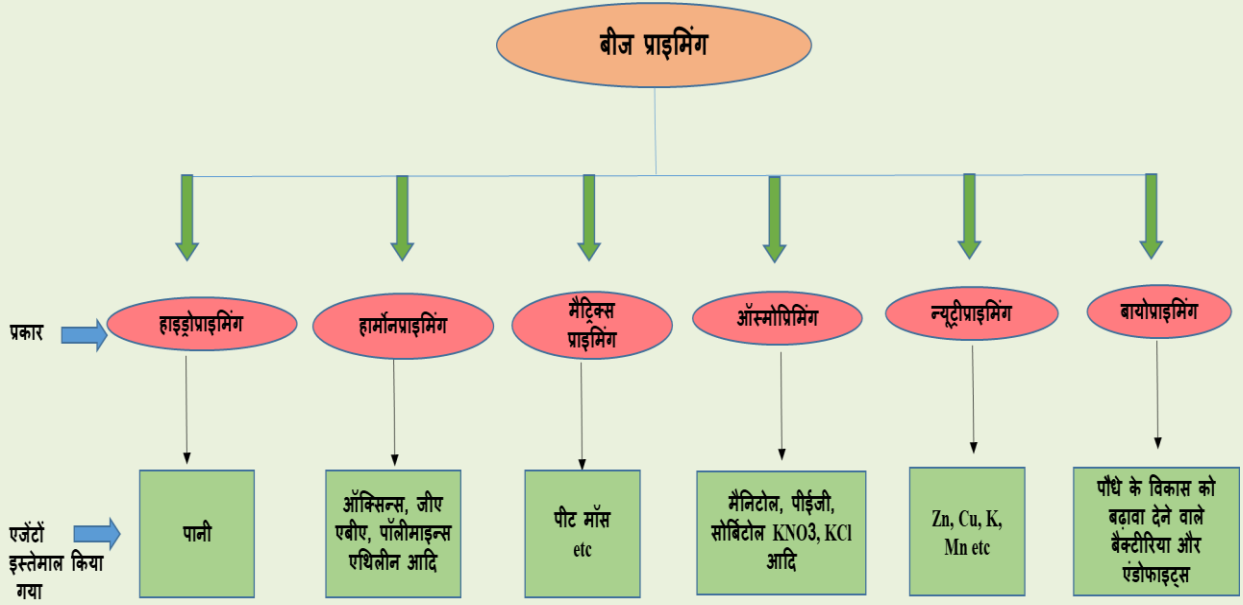 बीज प्राइमिंग
प्रकार
हाइड्रोप्राइमिंग
हार्मोनप्राइमिंग
मैट्रिक्स
प्राइमिंग
ऑस्मोप्रिमिंग
न्यूट्रीप्राइमिंग
बायोप्राइमिंग
एजेंटों
इस्तेमाल किया
गया
पानी
ऑक्सिन्स, जीए
एबीए, पॉलीमाइन्स
एथिलीन आदि
पीट मॉस
etc
मैनिटोल, पीईजी,
सोर्बिटोल KNO3, KCl
आदि
Zn, Cu, K,
Mn etc
पौधे के विकास को
बढ़ावा देने वाले
बैक्टीरिया और
एंडोफाइट्स